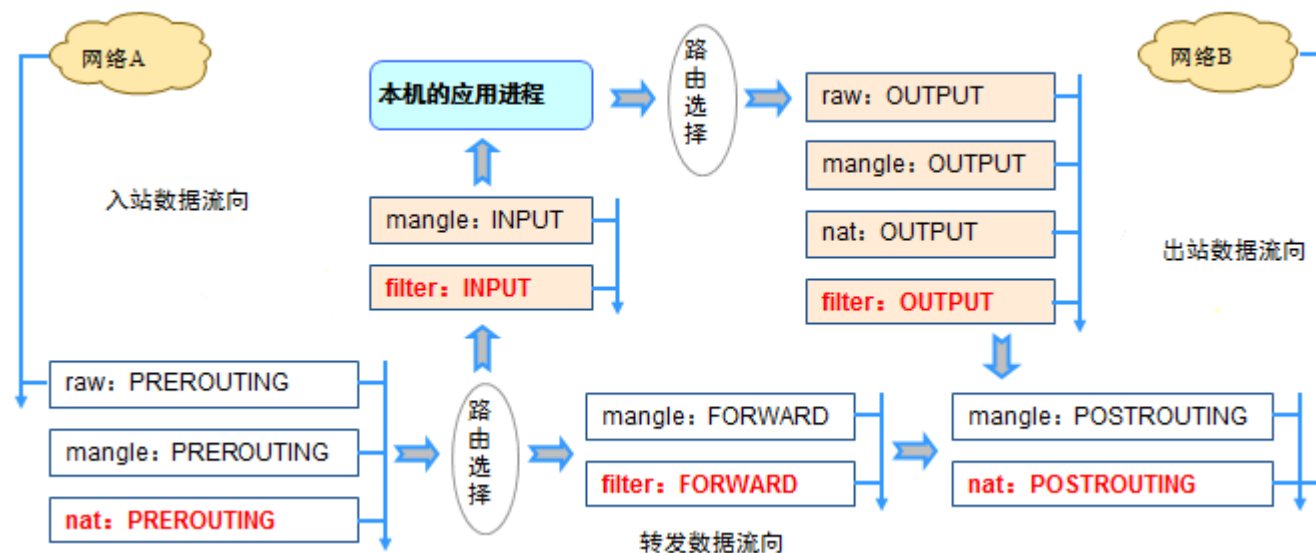 网络A
网络B
本机的应用进程
路由选择
raw: OUTPUT
mangle: OUTPUT
nat: OUTPUT
filter: OUTPUT
入站数据流向
mangle: INPUT
filter: INPUT
出站数据流向
raw: PREROUTING
mangle: PREROUTING
nat: PREROUTING
路由选择
mangle: FORWARD
filter: FORWARD
mangle: POSTROUTING
nat: POSTROUTING
转发数据流向